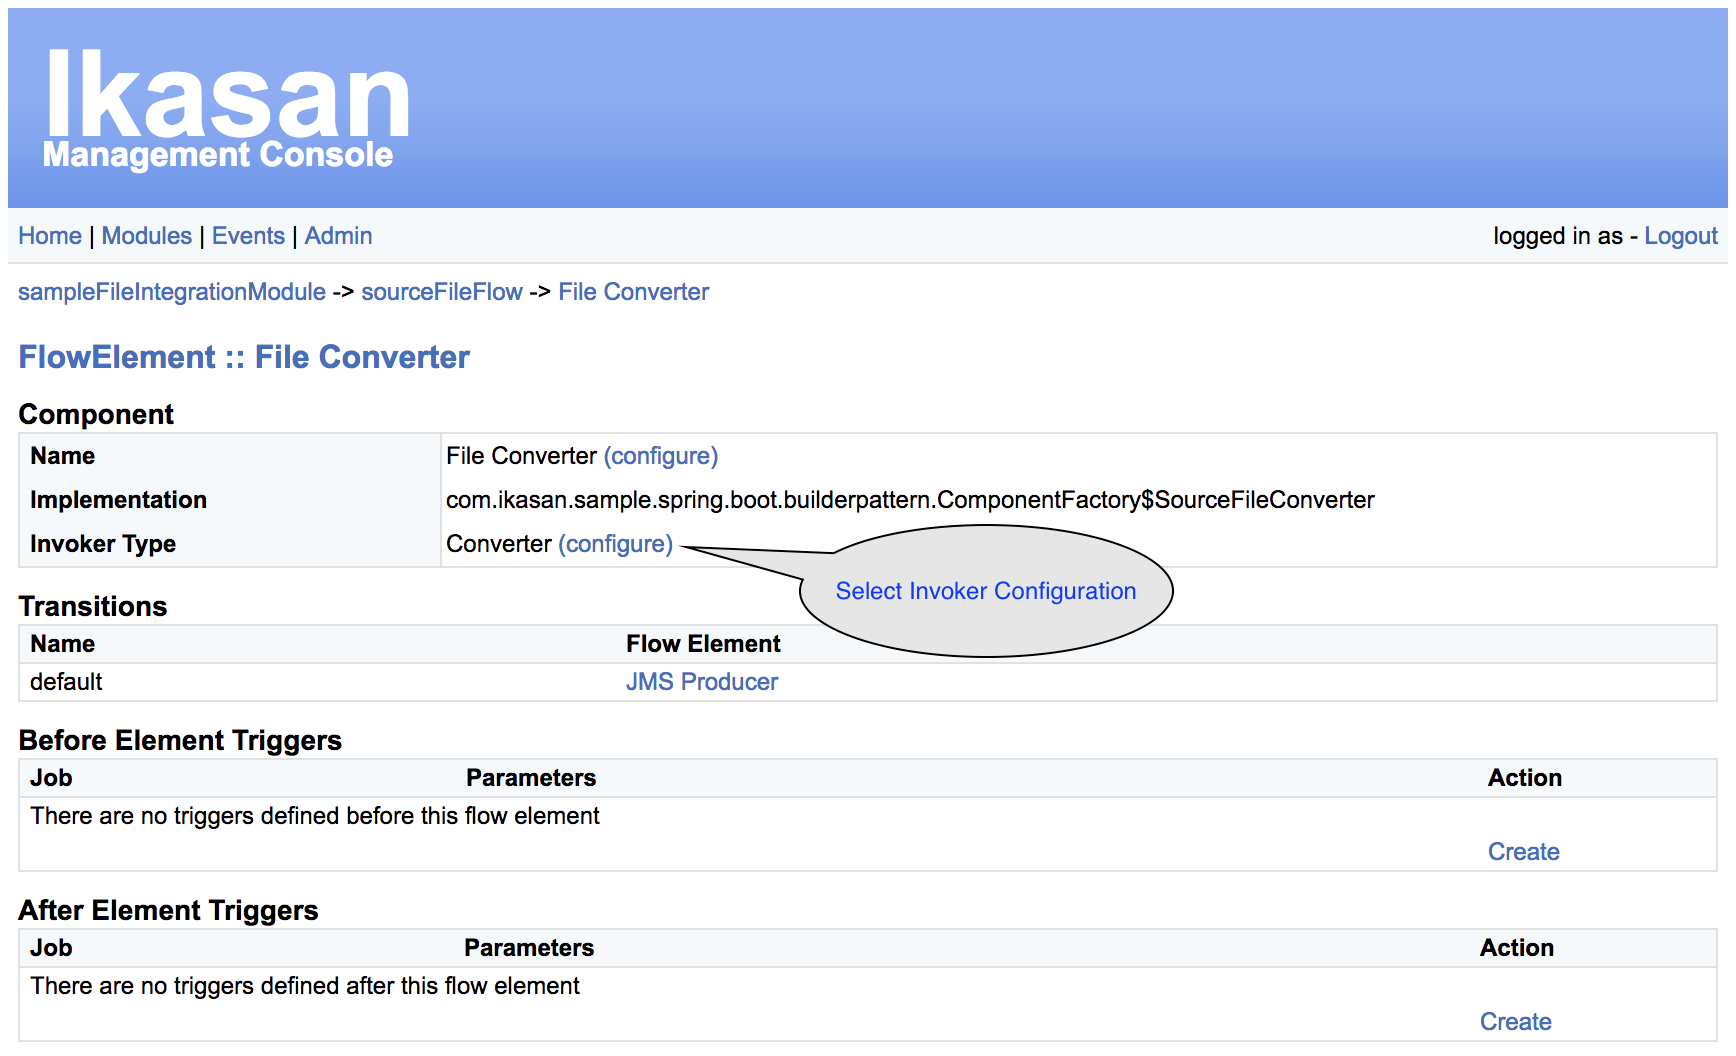 Ikasan
Management Console
Home | Modules | Events | Admin
logged in as - Logout
sampleFileIntegrationModule -> sourceFileFlow -> File Converter
FlowElement :: File Converter
Component
Name File Converter (configure)
Implementation com.ikasan.sample.spring.boot.builderpattern.ComponentFactory$SourceFileConverter
Invoker Type Converter (configure)
Select Invoker Configuration
Transitions
Name Flow Element
default JMS Producer
Before Element Triggers
Job Parameters Action
There are no triggers defined before this flow element
Create
After Element Triggers
Job Parameters Action
There are no triggers defined after this flow element
Create